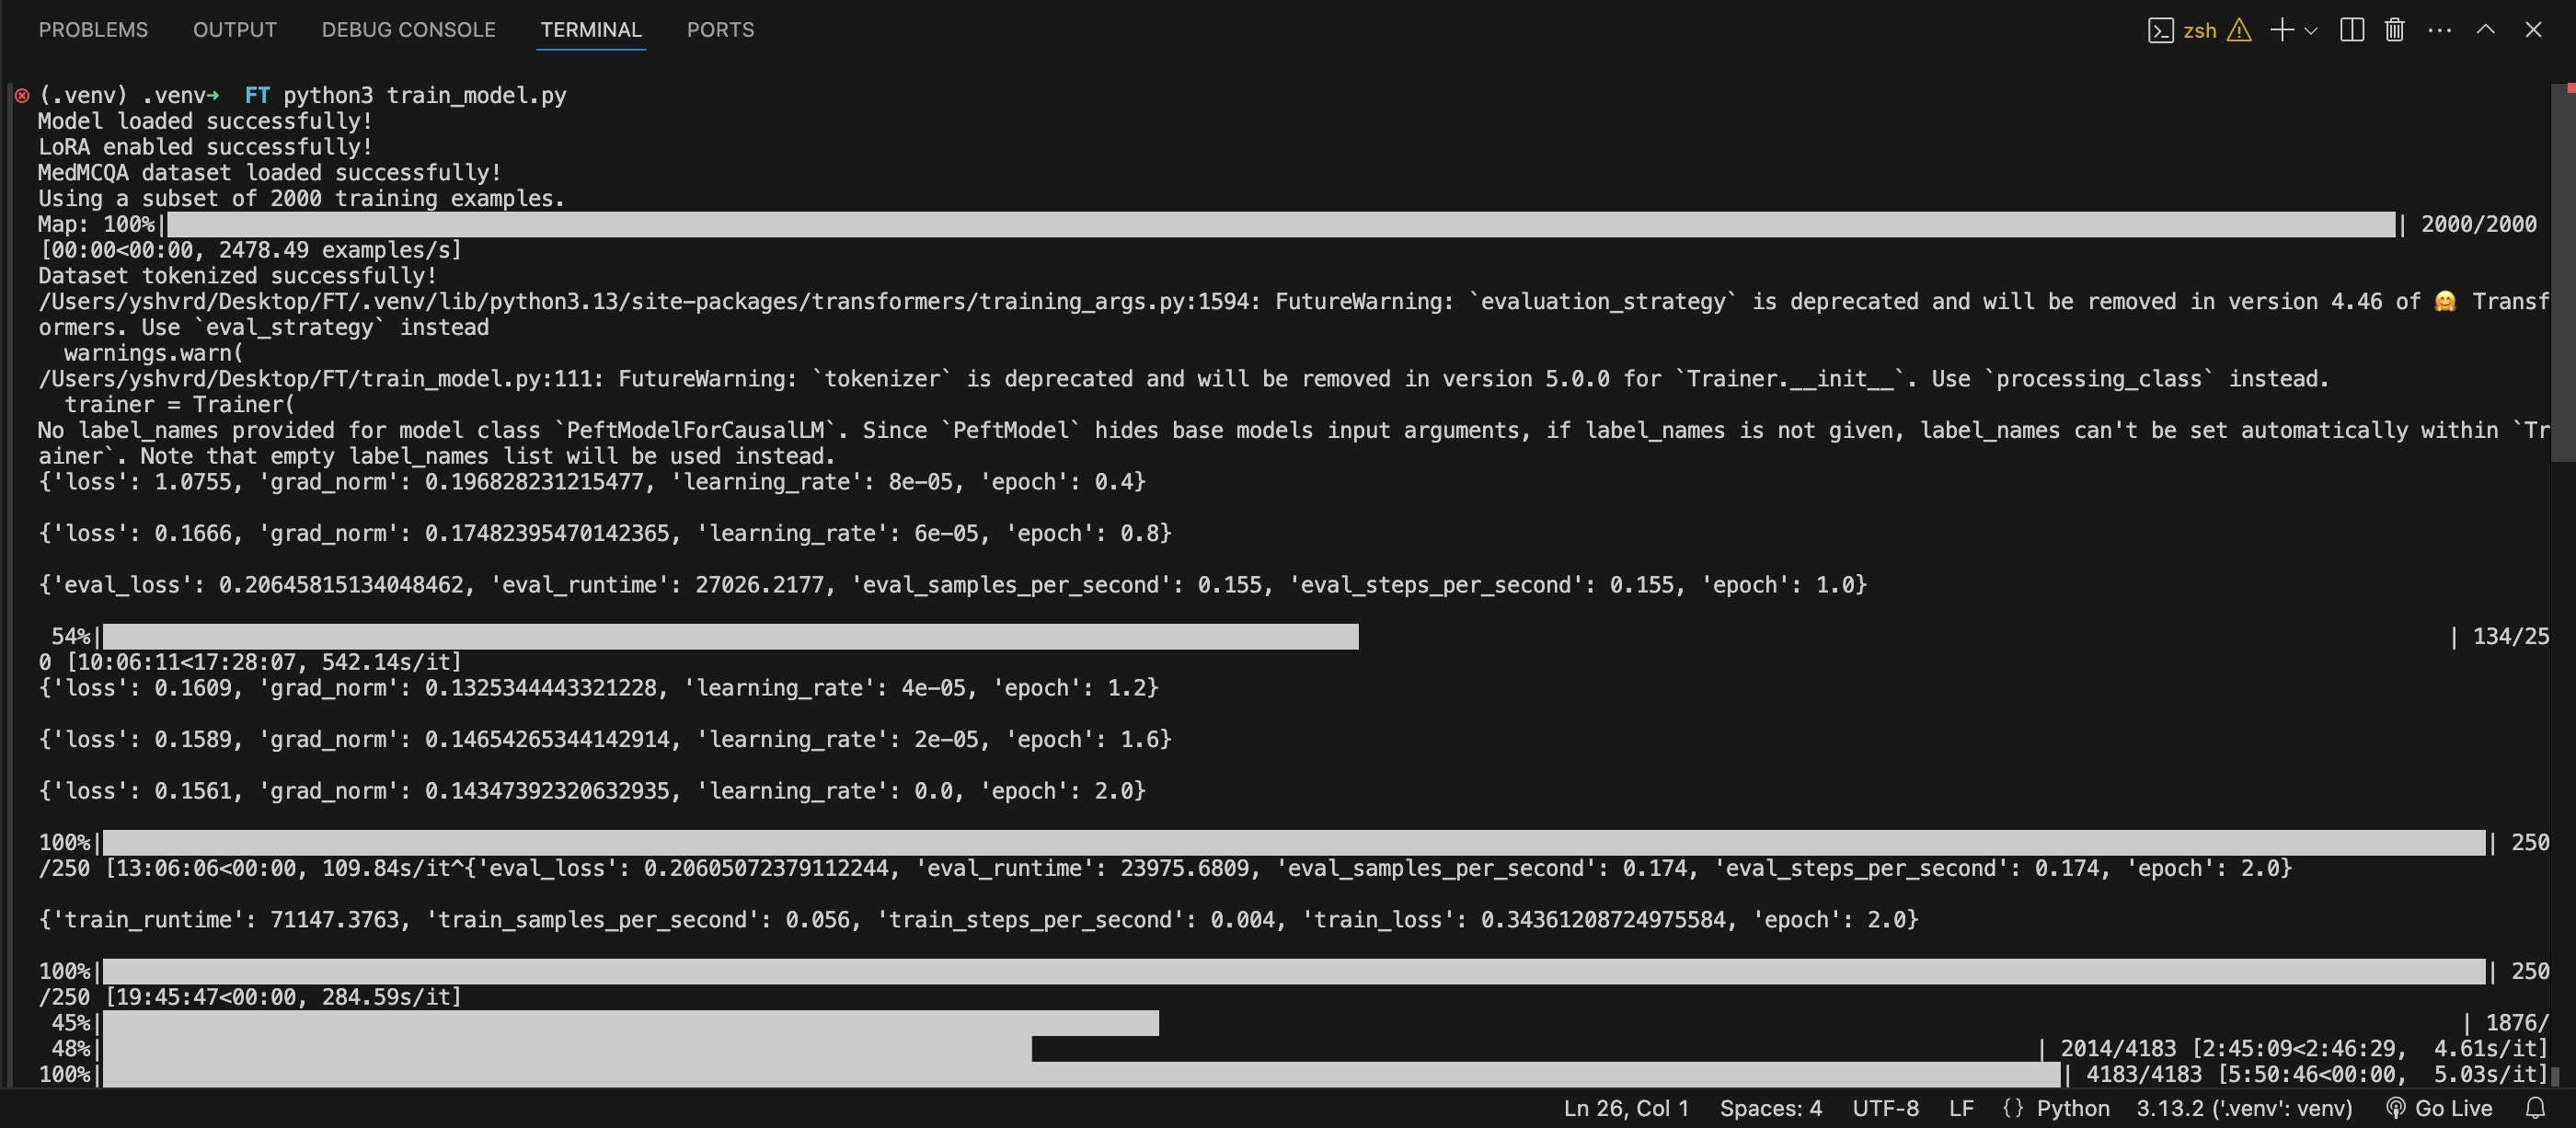 PROBLEMS OUTPUT DEBUG CONSOLE TERMINAL PORTS zsh
(.venv) .venv➜  FT python3 train_model.py
Model loaded successfully!
LoRA enabled successfully!
MedMCQA dataset loaded successfully!
Using a subset of 2000 training examples.
Map: 100%| | 2000/2000
[00:00<00:00, 2478.49 examples/s]
Dataset tokenized successfully!
/Users/yshvrd/Desktop/FT/.venv/lib/python3.13/site-packages/transformers/training_args.py:1594: FutureWarning: `evaluation_strategy` is deprecated and will be removed in version 4.46 of 🤗 Transf
ormers. Use `eval_strategy` instead
  warnings.warn(
/Users/yshvrd/Desktop/FT/train_model.py:111: FutureWarning: `tokenizer` is deprecated and will be removed in version 5.0.0 for `Trainer.__init__`. Use `processing_class` instead.
  trainer = Trainer(
No label_names provided for model class `PeftModelForCausalLM`. Since `PeftModel` hides base models input arguments, if label_names is not given, label_names can't be set automatically within `Tr
ainer`. Note that empty label_names list will be used instead.
{'loss': 1.0755, 'grad_norm': 0.196828231215477, 'learning_rate': 8e-05, 'epoch': 0.4}
{'loss': 0.1666, 'grad_norm': 0.17482395470142365, 'learning_rate': 6e-05, 'epoch': 0.8}
{'eval_loss': 0.20645815134048462, 'eval_runtime': 27026.2177, 'eval_samples_per_second': 0.155, 'eval_steps_per_second': 0.155, 'epoch': 1.0}
54%| | 134/25
0 [10:06:11<17:28:07, 542.14s/it]
{'loss': 0.1609, 'grad_norm': 0.1325344443321228, 'learning_rate': 4e-05, 'epoch': 1.2}
{'loss': 0.1589, 'grad_norm': 0.14654265344142914, 'learning_rate': 2e-05, 'epoch': 1.6}
{'loss': 0.1561, 'grad_norm': 0.14347392320632935, 'learning_rate': 0.0, 'epoch': 2.0}
100%| | 250
/250 [13:06:06<00:00, 109.84s/it^{'eval_loss': 0.20605072379112244, 'eval_runtime': 23975.6809, 'eval_samples_per_second': 0.174, 'eval_steps_per_second': 0.174, 'epoch': 2.0}
{'train_runtime': 71147.3763, 'train_samples_per_second': 0.056, 'train_steps_per_second': 0.004, 'train_loss': 0.34361208724975584, 'epoch': 2.0}
100%| | 250
/250 [19:45:47<00:00, 284.59s/it]
45%| | 1876/
48%| | 2014/4183 [2:45:09<2:46:29,  4.61s/it]
100%| | 4183/4183 [5:50:46<00:00,  5.03s/it]
Ln 26, Col 1 Spaces: 4 UTF-8 LF {} Python 3.13.2 ('.venv': venv) Go Live